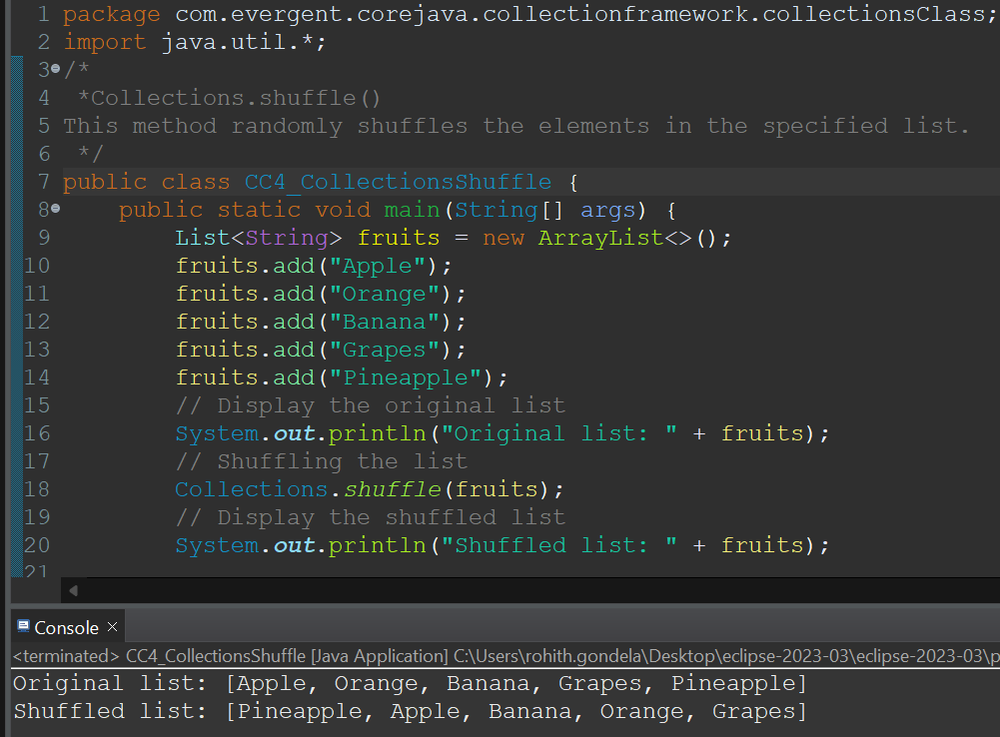 1 package com.evergent.corejava.collectionframework.collectionsClass;
2 import java.util.*;
3 /*
4  *Collections.shuffle()
5 This method randomly shuffles the elements in the specified list.
6  */
7 public class CC4_CollectionsShuffle {
8     public static void main(String[] args) {
9         List<String> fruits = new ArrayList<>();
10         fruits.add("Apple");
11         fruits.add("Orange");
12         fruits.add("Banana");
13         fruits.add("Grapes");
14         fruits.add("Pineapple");
15         // Display the original list
16         System.out.println("Original list: " + fruits);
17         // Shuffling the list
18         Collections.shuffle(fruits);
19         // Display the shuffled list
20         System.out.println("Shuffled list: " + fruits);
21
Console
<terminated> CC4_CollectionsShuffle [Java Application] C:\Users\rohith.gondela\Desktop\eclipse-2023-03\eclipse-2023-03\p
Original list: [Apple, Orange, Banana, Grapes, Pineapple]
Shuffled list: [Pineapple, Apple, Banana, Orange, Grapes]